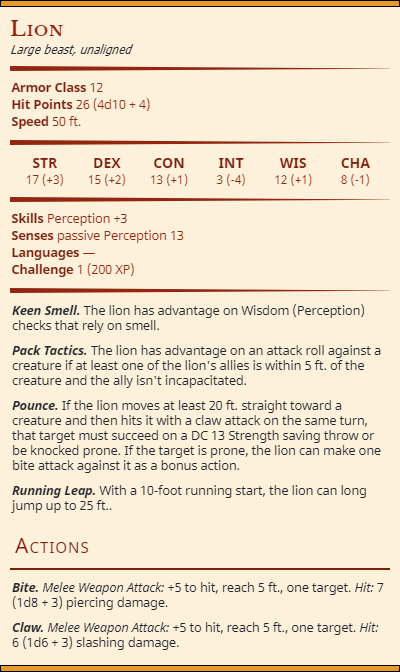 Lion
Large beast, unaligned
Armor Class 12
Hit Points 26 (4d10 + 4)
Speed 50 ft.
STR DEX CON INT WIS CHA
17 (+3) 15 (+2) 13 (+1) 3 (-4) 12 (+1) 8 (-1)
Skills Perception +3
Senses passive Perception 13
Languages —
Challenge 1 (200 XP)
Keen Smell. The lion has advantage on Wisdom (Perception)
checks that rely on smell.
Pack Tactics. The lion has advantage on an attack roll against a
creature if at least one of the lion's allies is within 5 ft. of the
creature and the ally isn't incapacitated.
Pounce. If the lion moves at least 20 ft. straight toward a
creature and then hits it with a claw attack on the same turn,
that target must succeed on a DC 13 Strength saving throw or
be knocked prone. If the target is prone, the lion can make one
bite attack against it as a bonus action.
Running Leap. With a 10-foot running start, the lion can long
jump up to 25 ft..
Actions
Bite. Melee Weapon Attack: +5 to hit, reach 5 ft., one target. Hit: 7
(1d8 + 3) piercing damage.
Claw. Melee Weapon Attack: +5 to hit, reach 5 ft., one target. Hit:
6 (1d6 + 3) slashing damage.